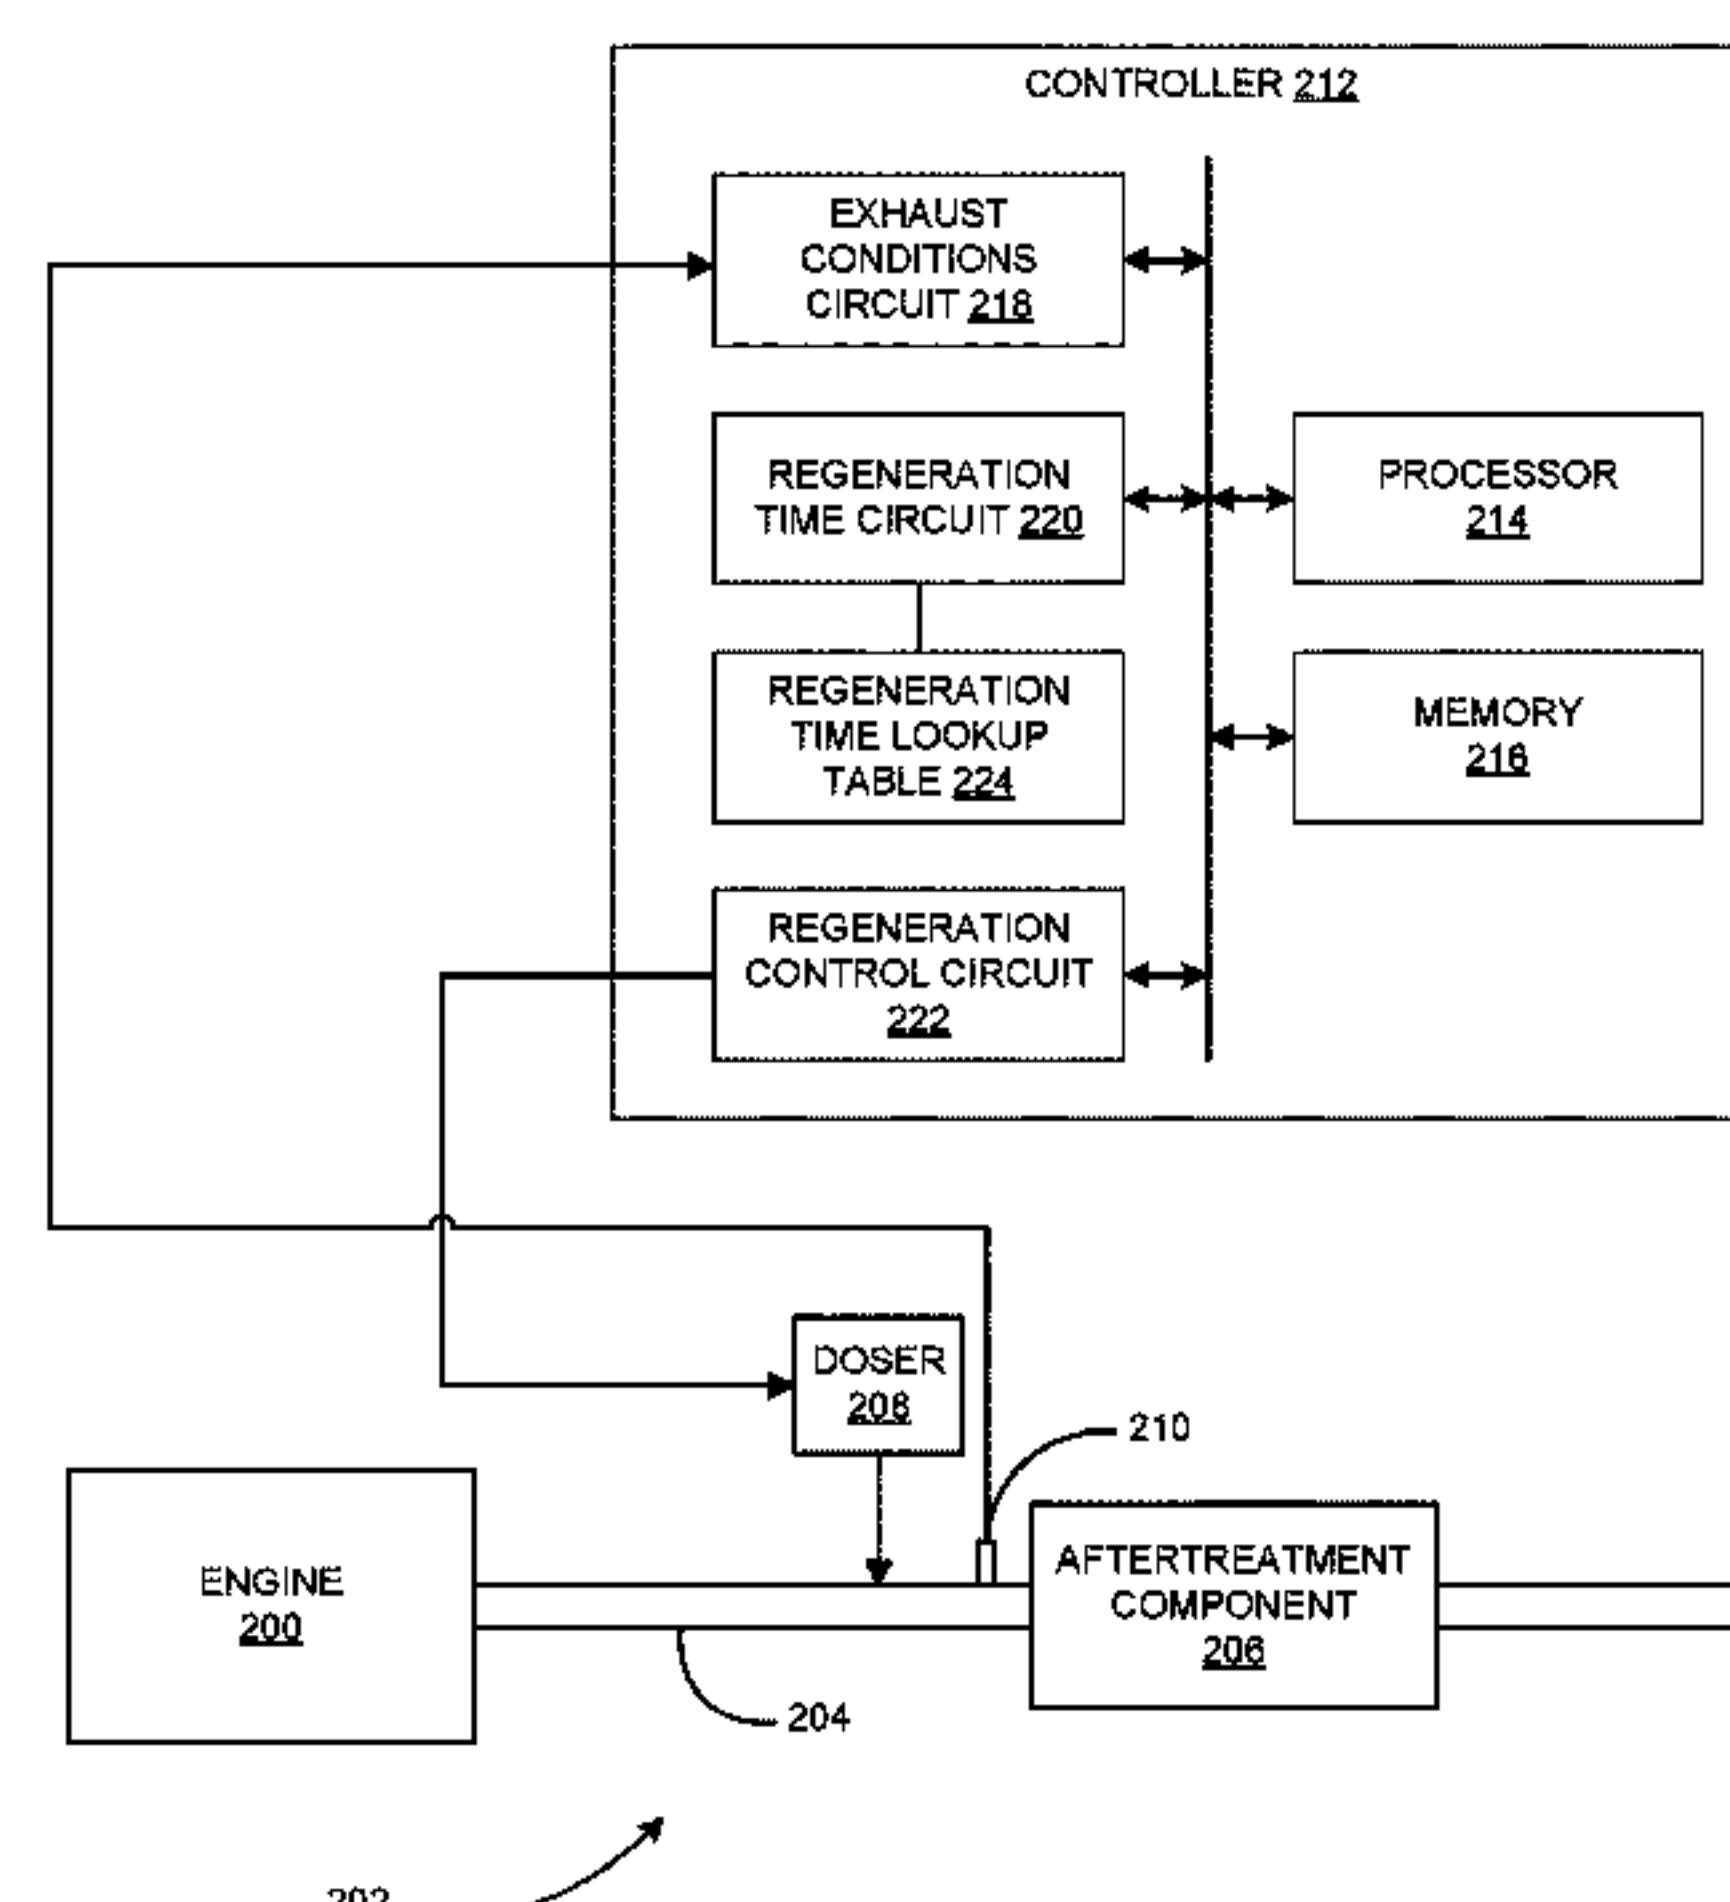 CONTROLLER 212
EXHAUST
CONDITIONS
CIRCUIT 218
REGENERATION
TIME CIRCUIT 220
PROCESSOR
214
REGENERATION
TIME LOOKUP
TABLE 224
MEMORY
216
REGENERATION
CONTROL CIRCUIT
222
DOSER
208
210
ENGINE
200
AFTERTREATMENT
COMPONENT
206
204
202